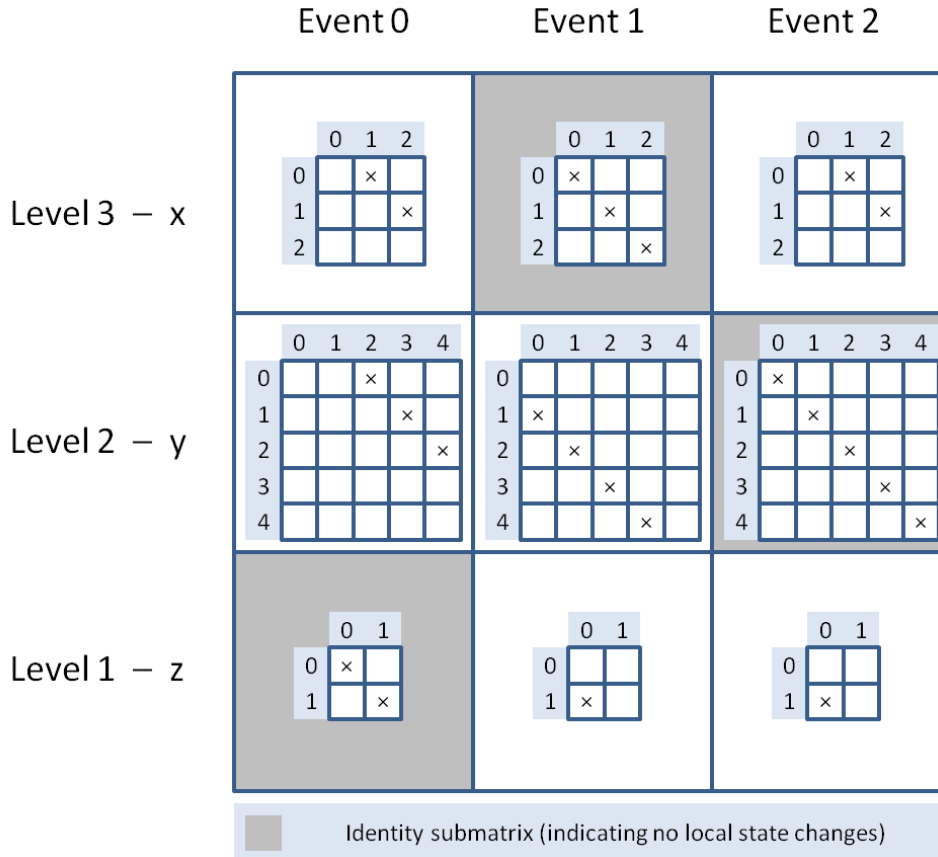 Event 0 Event 1 Event 2
0 1 2 0 1 2 0 1 2
0 × 0 × 0 ×
Level 3 – x
1 × 1 × 1 ×
2 2 × 2
0 1 2 3 4 0 1 2 3 4 0 1 2 3 4
0 × 0 0 ×
1 × 1 × 1 ×
Level 2 – y
2 × 2 × 2 ×
3 3 × 3 ×
4 4 × 4 ×
0 1 0 1 0 1
0 × 0 0
Level 1 – z
1 × 1 × 1 ×
Identity submatrix (indicating no local state changes)